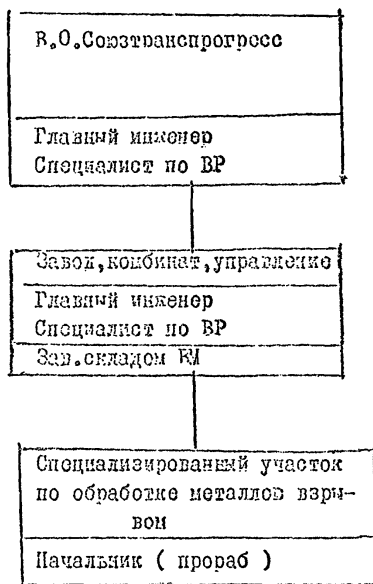 В.О.Союзтранспрогресс
Главный инженер
Специалист по ВР
Завод,комбинат,управление
Главный инженер
Специалист по ВР
Зав.складом ВМ
Специализированный участок
по обработке металлов взры-
вом
Начальник ( прораб )